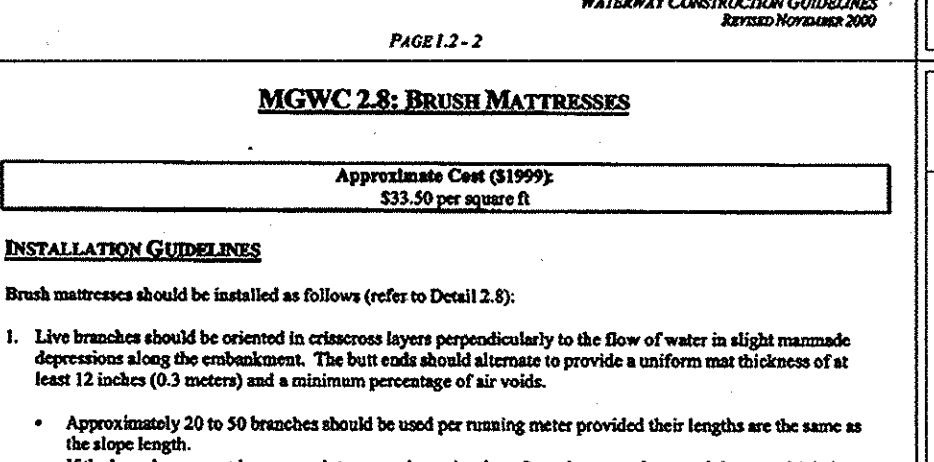 WATERWAY CONSTRUCTION GUIDELINES
REVISED NOVEMBER 2000
PAGE 1.2 - 2
MGWC 2.8: BRUSH MATTRESSES
Approximate Cost ($1999):
$33.50 per square ft
INSTALLATION GUIDELINES
Brush mattresses should be installed as follows (refer to Detail 2.8):
1. Live branches should be oriented in crisscross layers perpendicularly to the flow of water in slight manmade
depressions along the embankment. The butt ends should alternate to provide a uniform mat thickness of at
least 12 inches (0.3 meters) and a minimum percentage of air voids.
• Approximately 20 to 50 branches should be used per running meter provided their lengths are the same as
the slope length.